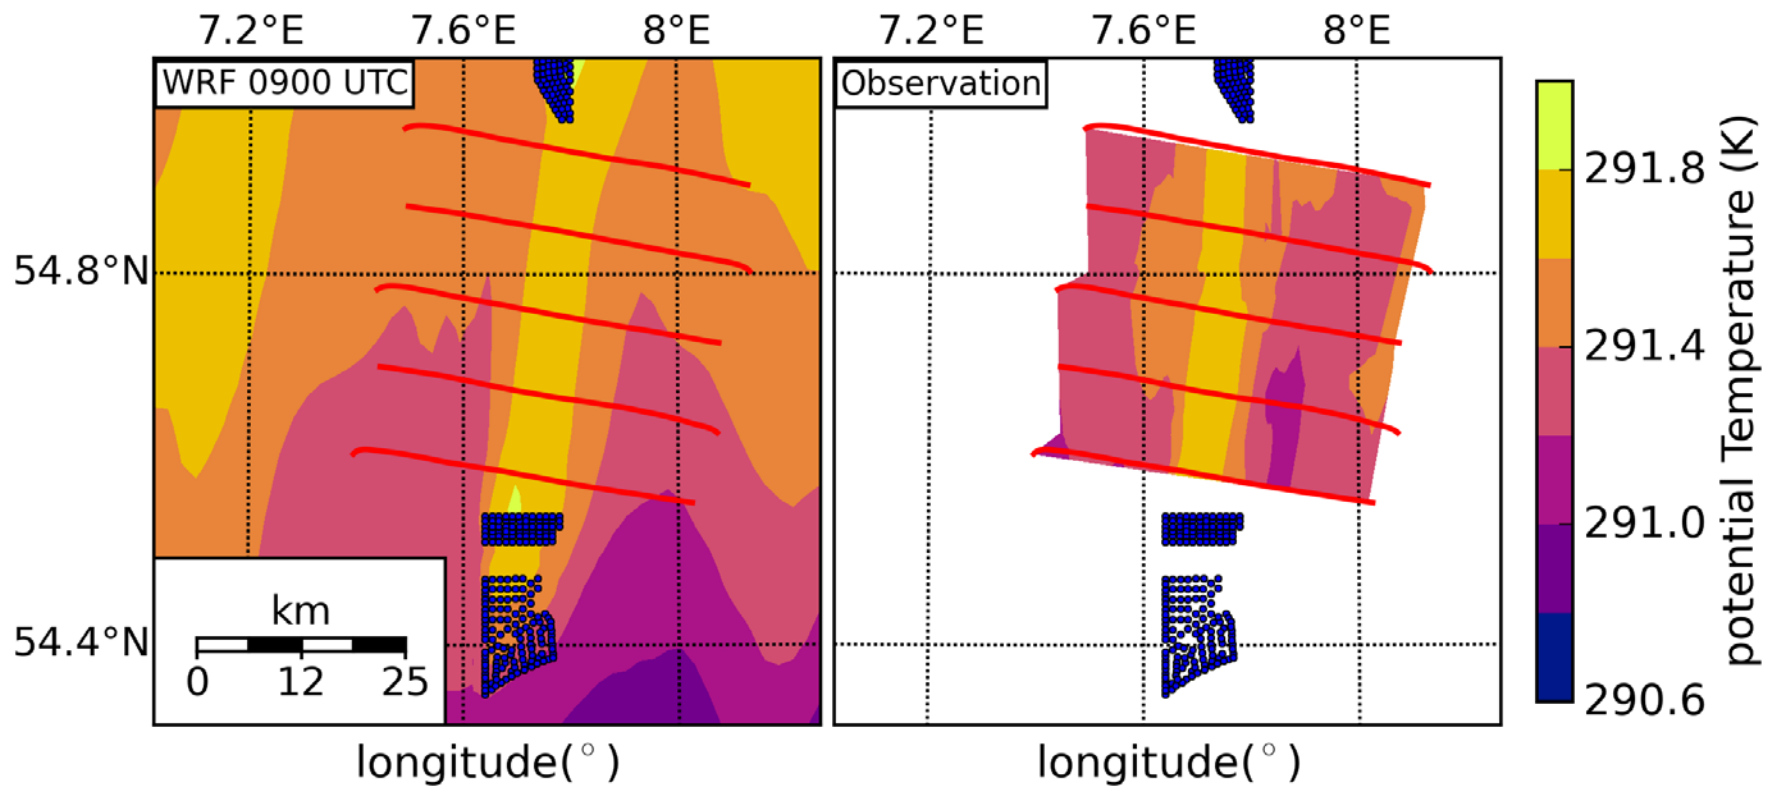 7.2°E 7.6°E 8°E 7.2°E 7.6°E 8°E
WRF 0900 UTC
Observation
54.8°N
54.4°N
km
0 12 25
longitude(°)
longitude(°)
291.8
291.4
291.0
290.6
potential Temperature (K)